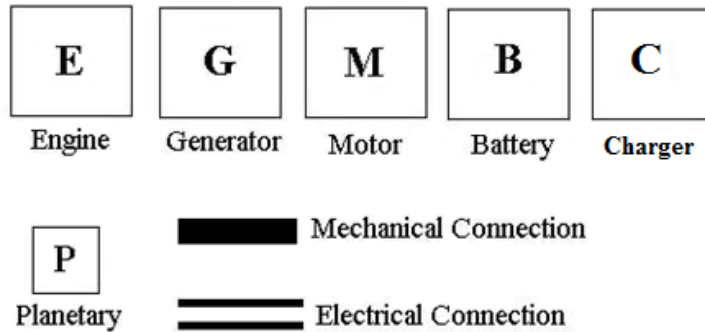 E G M B C
Engine Generator Motor Battery Charger
Mechanical Connection
P
Planetary
Electrical Connection